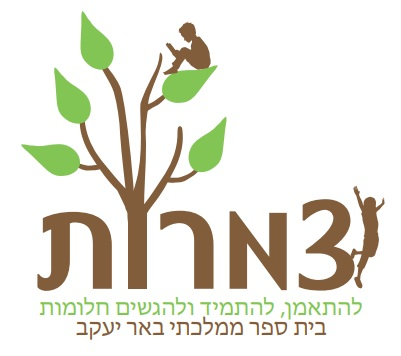 צמרות
להתאמן, להתמיד ולהגשים חלומות
בית ספר ממלכתי באר יעקב